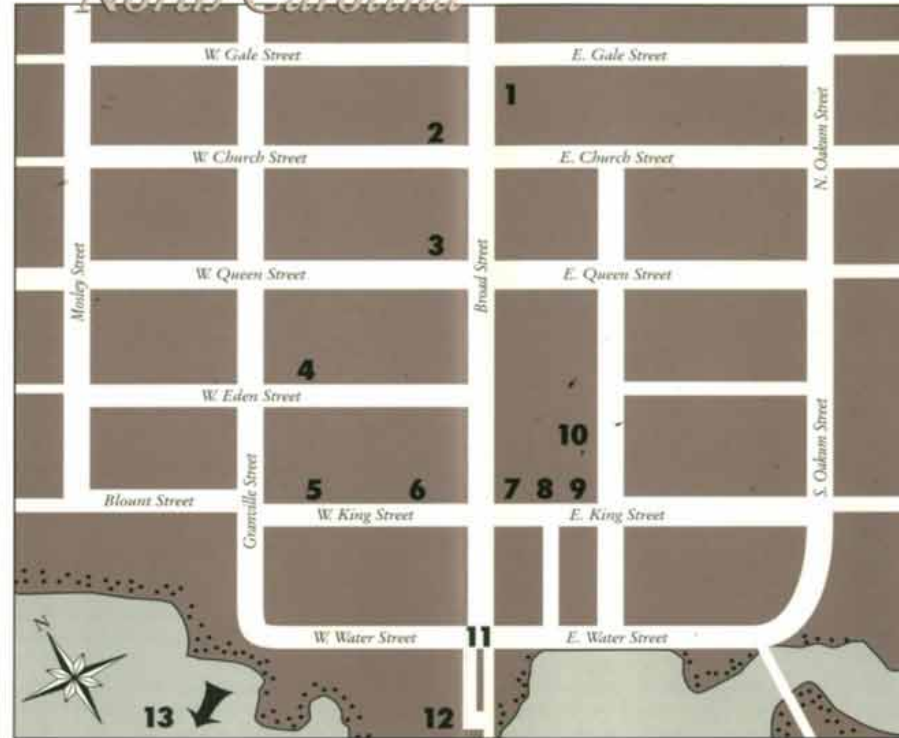 North Carolina
W. Gale Street
E. Gale Street
1
2
W. Church Street
E. Church Street
N. Oakum Street
3
Mosley Street
W. Queen Street
Broad Street
E. Queen Street
4
W. Eden Street
10
S. Oakum Street
Granville Street
5
6
7
8
9
Blount Street
W. King Street
E. King Street
W. Water Street
11
E. Water Street
N
13
12